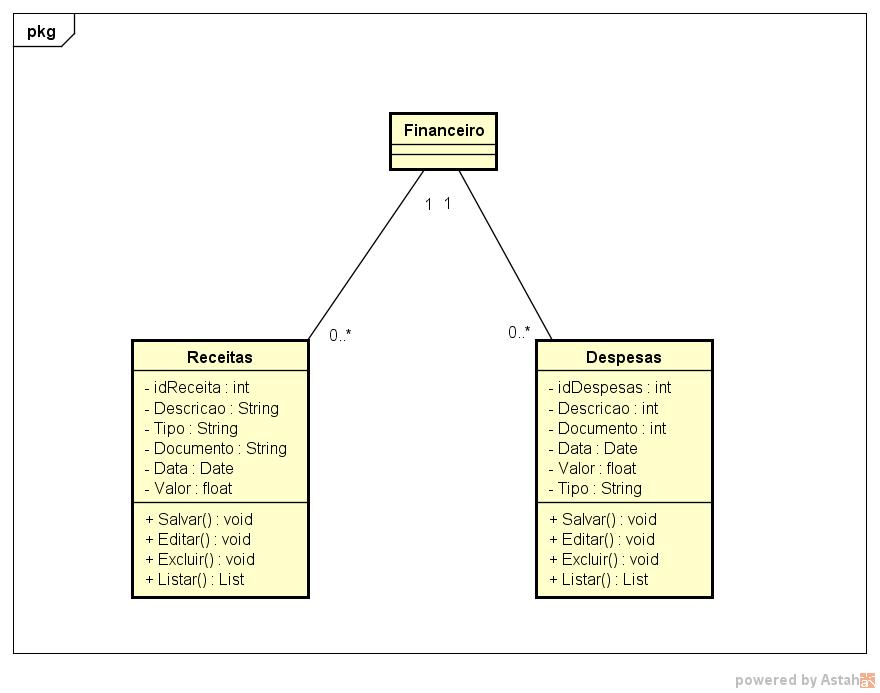 pkg
Financeiro
1 1
0..*
0..*
Receitas
- idReceita : int
- Descricao : String
- Tipo : String
- Documento : String
- Data : Date
- Valor : float
+ Salvar() : void
+ Editar() : void
+ Excluir() : void
+ Listar() : List
Despesas
- idDespesas : int
- Descricao : int
- Documento : int
- Data : Date
- Valor : float
- Tipo : String
+ Salvar() : void
+ Editar() : void
+ Excluir() : void
+ Listar() : List
powered by Astah